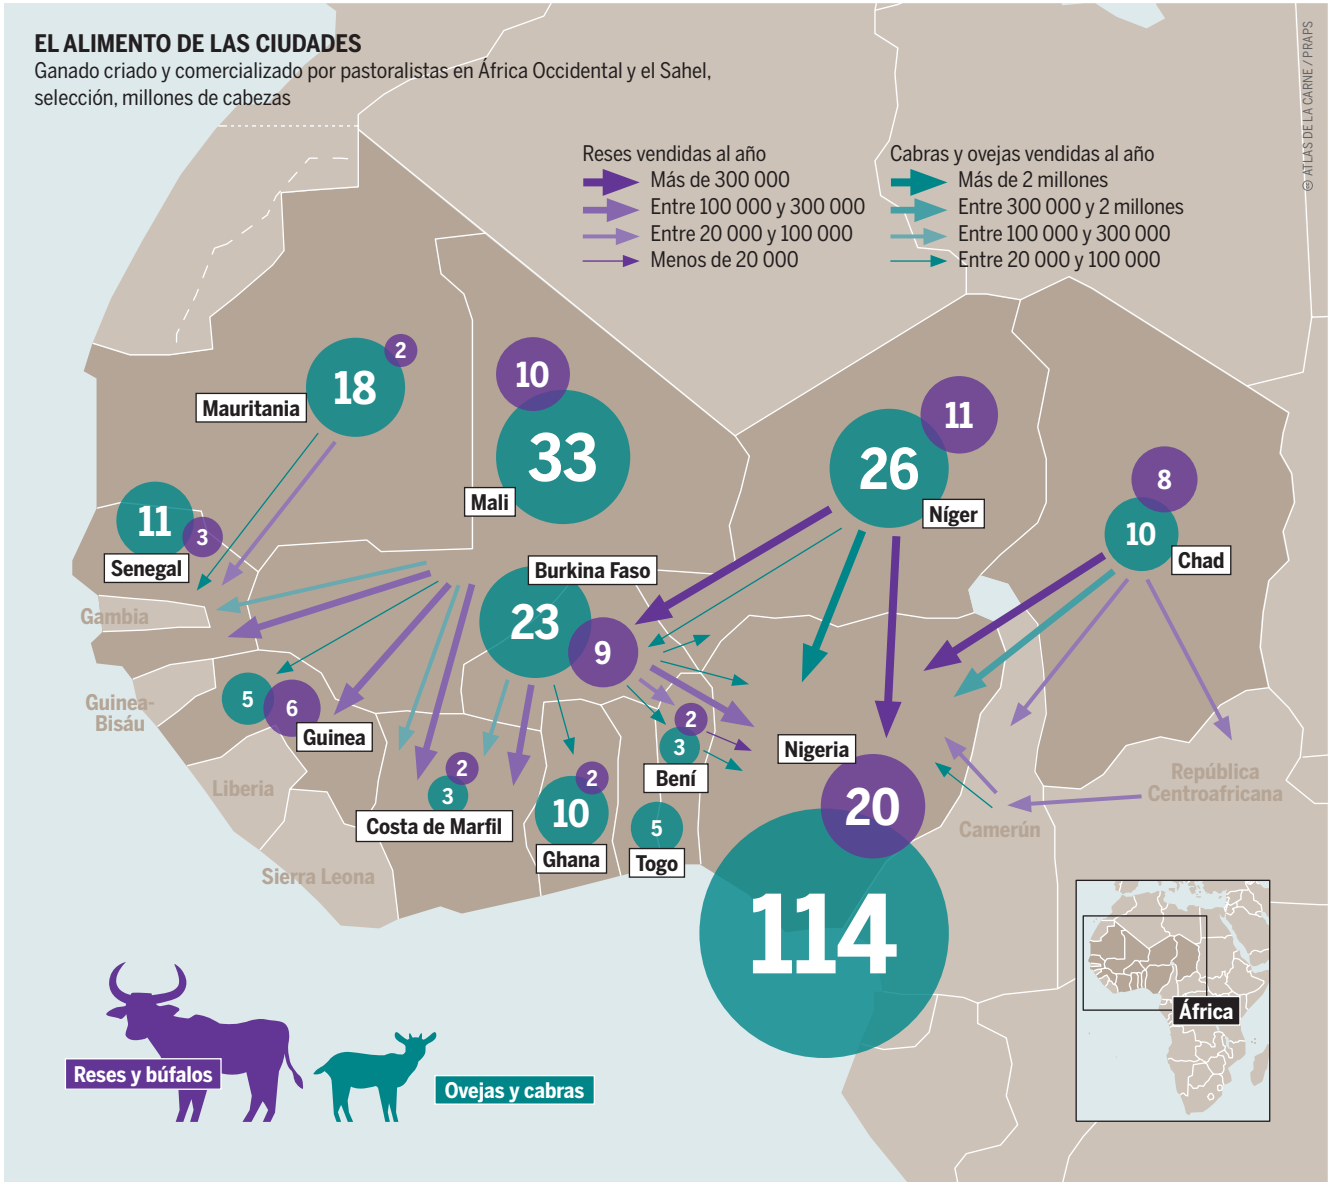 EL ALIMENTO DE LAS CIUDADES
Ganado criado y comercializado por pastoralistas en África Occidental y el Sahel,
selección, millones de cabezas
© ATLAS DE LA CARNE / PRAPS
Reses vendidas al año
Más de 300 000
Entre 100 000 y 300 000
Entre 20 000 y 100 000
Menos de 20 000
Cabras y ovejas vendidas al año
Más de 2 millones
Entre 300 000 y 2 millones
Entre 100 000 y 300 000
Entre 20 000 y 100 000
2
18
Mauritania
10
33
Mali
11
26
Níger
8
10
Chad
11
3
Senegal
Gambia
Burkina Faso
23
9
Guinea-
Bisáu
5
6
Guinea
Liberia
Sierra Leona
2
3
Costa de Marfil
2
10
Ghana
2
3
Bení
5
Togo
Nigeria
20
114
Camerún
República
Centroafricana
África
Reses y búfalos
Ovejas y cabras